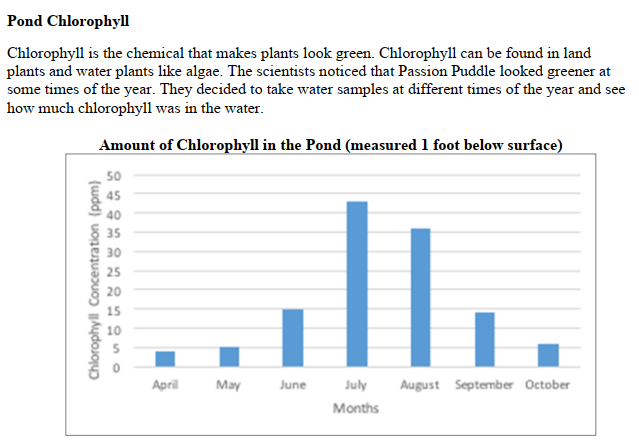 Pond Chlorophyll
Chlorophyll is the chemical that makes plants look green. Chlorophyll can be found in land
plants and water plants like algae. The scientists noticed that Passion Puddle looked greener at
some times of the year. They decided to take water samples at different times of the year and see
how much chlorophyll was in the water.
Amount of Chlorophyll in the Pond (measured 1 foot below surface)
Chlorophyll Concentration (ppm)
50
45
40
35
30
25
20
15
10
5
0
April May June July August September October
Months